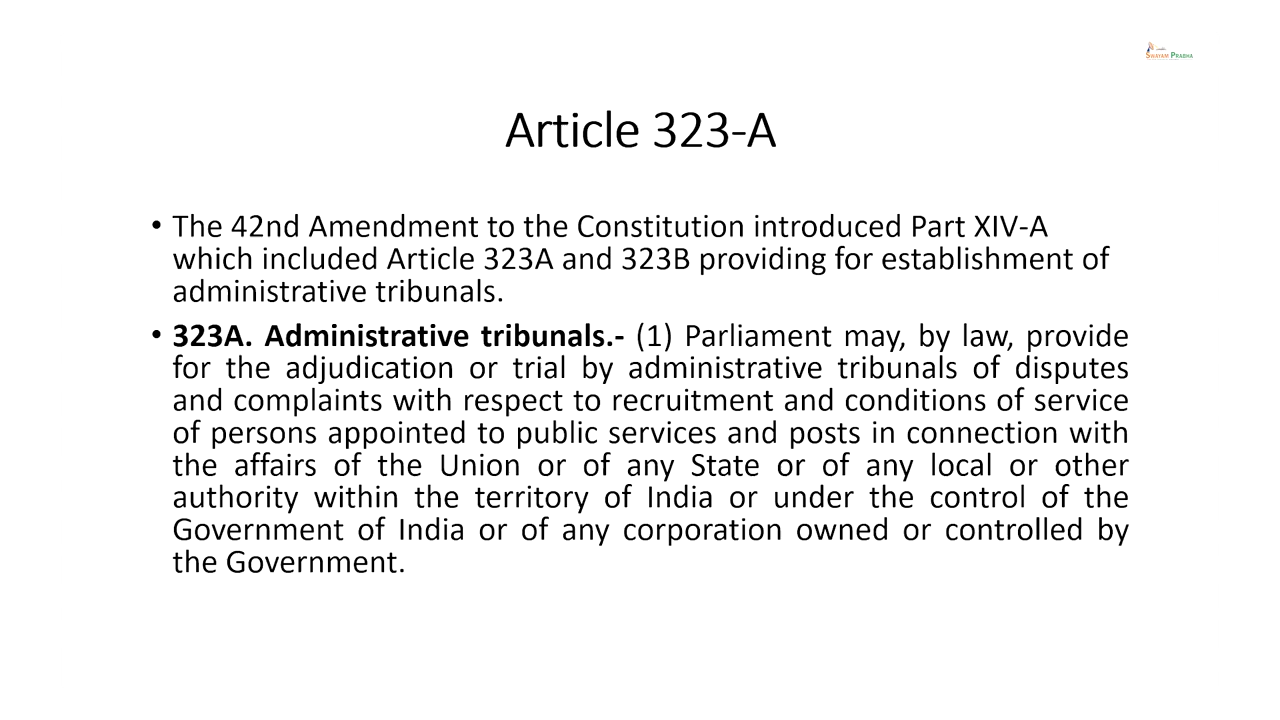 SWAYAM PRABHA
Article 323-A
• The 42nd Amendment to the Constitution introduced Part XIV-A
which included Article 323A and 323B providing for establishment of
administrative tribunals.
• 323A. Administrative tribunals.- (1) Parliament may, by law, provide
for the adjudication or trial by administrative tribunals of disputes
and complaints with respect to recruitment and conditions of service
of persons appointed to public services and posts in connection with
the affairs of the Union or of any State or of any local or other
authority within the territory of India or under the control of the
Government of India or of any corporation owned or controlled by
the Government.